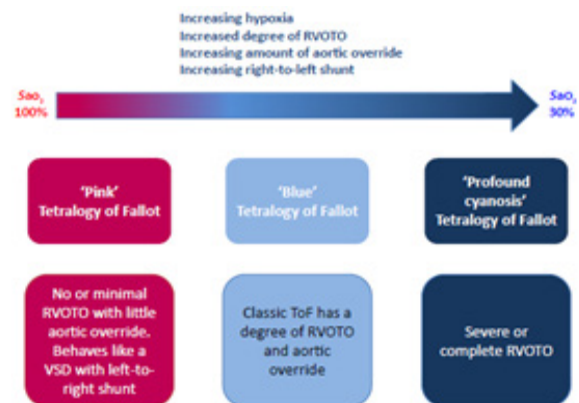 Increasing hypoxia
Increased degree of RVOTO
Increasing amount of aortic override
Increasing right-to-left shunt
SaO₂
100%
SaO₂
30%
'Pink'
Tetralogy of Fallot
'Blue'
Tetralogy of Fallot
'Profound
cyanosis'
Tetralogy of Fallot
No or minimal
RVOTO with little
aortic override.
Behaves like a
VSD with left-to-
right shunt
Classic ToF has a
degree of RVOTO
and aortic
override
Severe or
complete RVOTO